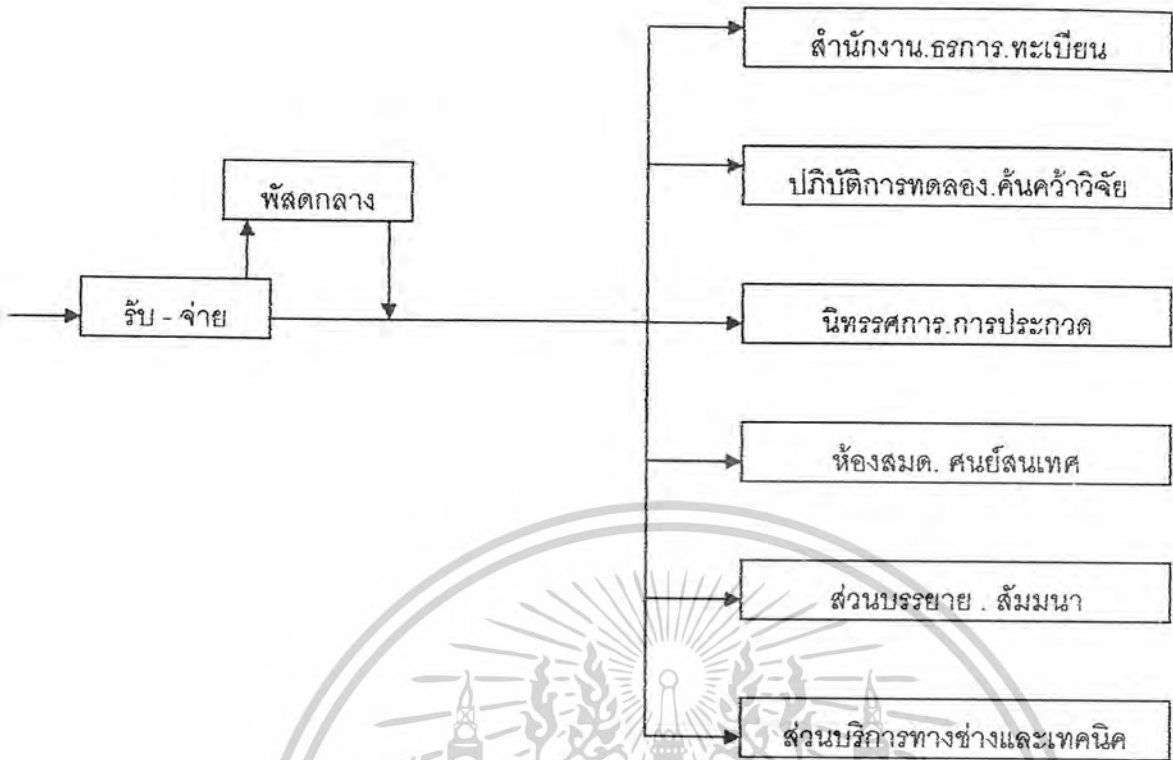 สำนักงาน.ธรการ.ทะเบียน
ปภิบัติการทดลอง.ค้นคว้าวิจัย
พัสดกลาง
รับ - จ่าย
นิทรรศการ.การประกวด
ห้องสมด. ศนย์สนเทศ
ส่วนบรรยาย . สัมมนา
ส่วนบริการทางช่างและเทคนิค